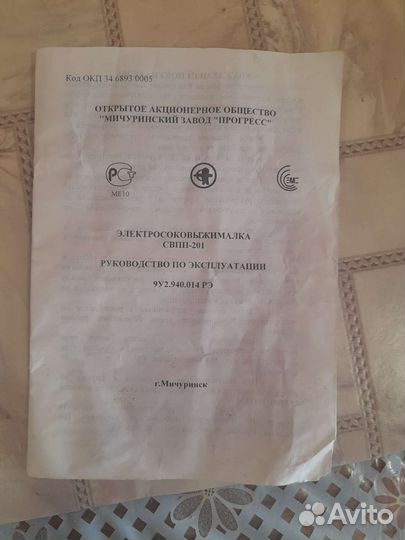 Код ОКП 34 6893 0005
ОТКРЫТОЕ АКЦИОНЕРНОЕ ОБЩЕСТВО
"МИЧУРИНСКИЙ ЗАВОД "ПРОГРЕСС"
МЕ10
ЭЛЕКТРОСОКОВЫЖИМАЛКА
СВПП-201
РУКОВОДСТВО ПО ЭКСПЛУАТАЦИИ
9У2.940.014 РЭ
г.Мичуринск
Avito